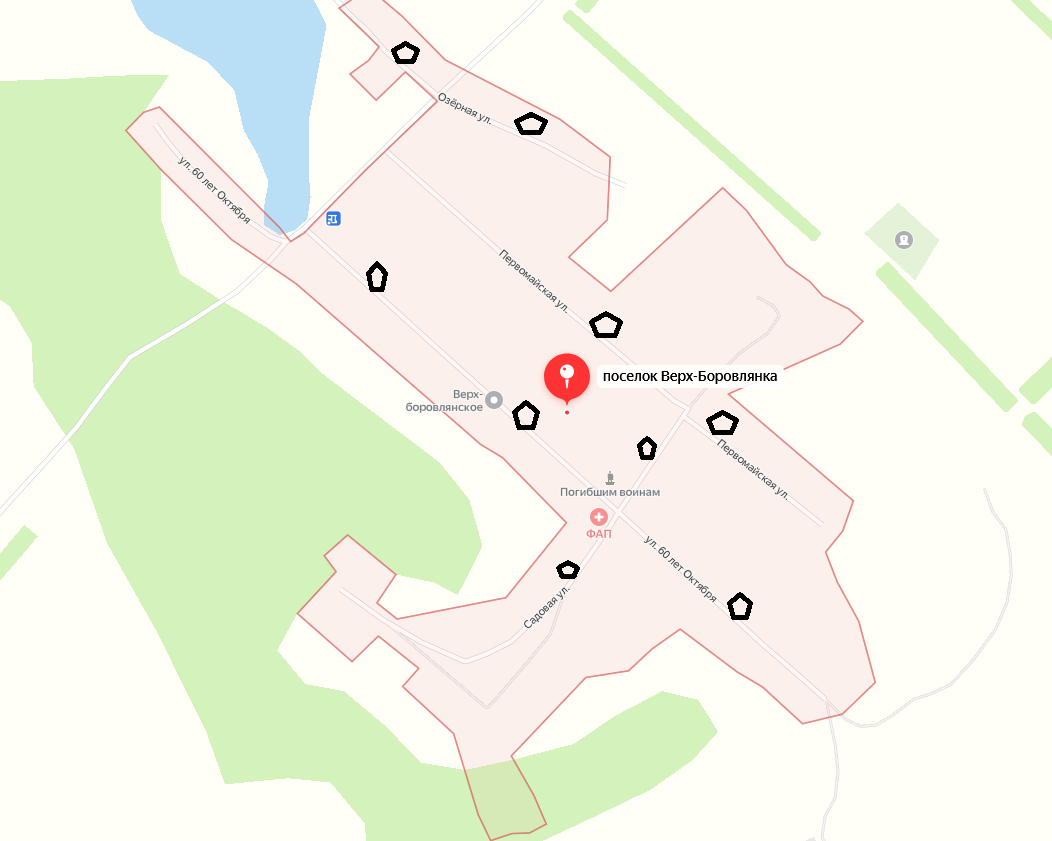 Озёрная ул.
ул. 60 лет Октября
Первомайская ул.
поселок Верх-Боровлянка
Верх-
боровлянское
Первомайская ул.
Погибшим воинам
ФАП
ул. 60 лет Октября
Садовая ул.